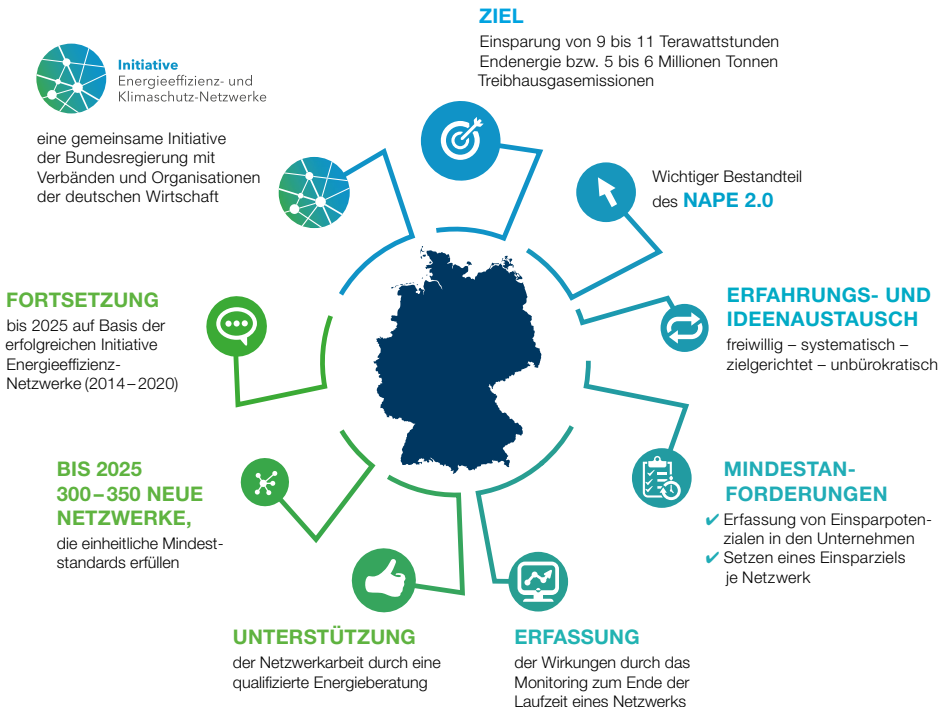 Initiative
Energieeffizienz- und
Klimaschutz-Netzwerke
eine gemeinsame Initiative
der Bundesregierung mit
Verbänden und Organisationen
der deutschen Wirtschaft
ZIEL
Einsparung von 9 bis 11 Terawattstunden
Endenergie bzw. 5 bis 6 Millionen Tonnen
Treibhausgasemissionen
Wichtiger Bestandteil
des NAPE 2.0
ERFAHRUNGS- UND
IDEENAUSTAUSCH
freiwillig – systematisch –
zielgerichtet – unbürokratisch
MINDESTAN-
FORDERUNGEN
✔ Erfassung von Einsparpoten-
zialen in den Unternehmen
✔ Setzen eines Einsparziels
je Netzwerk
ERFASSUNG
der Wirkungen durch das
Monitoring zum Ende der
Laufzeit eines Netzwerks
UNTERSTÜTZUNG
der Netzwerkarbeit durch eine
qualifizierte Energieberatung
BIS 2025
300–350 NEUE
NETZWERKE,
die einheitliche Mindest-
standards erfüllen
FORTSETZUNG
bis 2025 auf Basis der
erfolgreichen Initiative
Energieeffizienz-
Netzwerke (2014–2020)